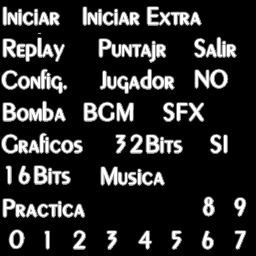 Iniciar Iniciar Extra
Replay Puntajr Salir
Config. Jugador NO
Bomba BGM SFX
Graficos 32Bits SI
16Bits Musica
Practica 8 9
0 1 2 3 4 5 6 7